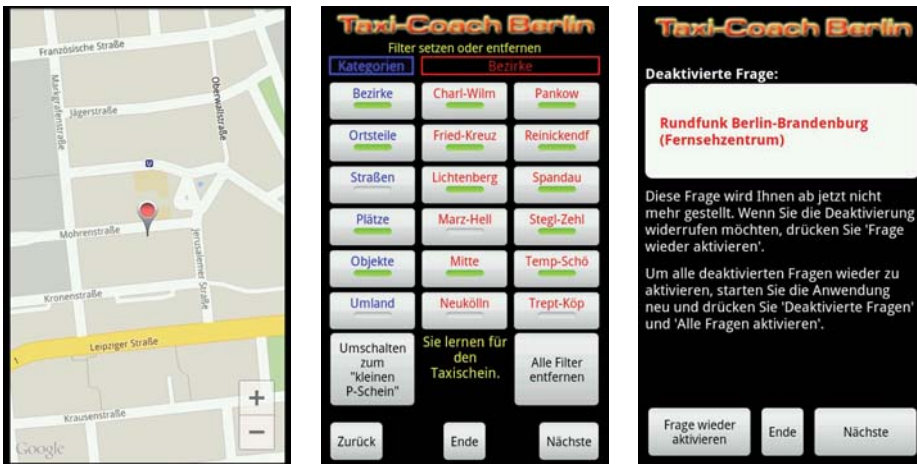 Französische Straße
Markgrafenstraße
Jägerstraße
Oberwallstraße
U
Mohrenstraße
Jerusalemer Straße
Kronenstraße
Leipziger Straße
1
Krausenstraße
+
−
Google
Taxi-Coach Berlin
Filter setzen oder entfernen
Kategorien Bezirke
Bezirke Charl-Wilm Pankow
Ortsteile Fried-Kreuz Reinickendf
Straßen Lichtenberg Spandau
Plätze Marz-Hell Stegl-Zehl
Objekte Mitte Temp-Schö
Umland Neukölln Trept-Köp
Umschalten
zum
"kleinen
P-Schein"
Sie lernen für
den
Taxischein.
Alle Filter
entfernen
Zurück Ende Nächste
Taxi-Coach Berlin
Deaktivierte Frage:
Rundfunk Berlin-Brandenburg
(Fernsehzentrum)
Diese Frage wird Ihnen ab jetzt nicht
mehr gestellt. Wenn Sie die Deaktivierung
widerrufen möchten, drücken Sie 'Frage
wieder aktivieren'.
Um alle deaktivierten Fragen wieder zu
aktivieren, starten Sie die Anwendung
neu und drücken Sie 'Deaktivierte Fragen'
und 'Alle Fragen aktivieren'.
Frage wieder
aktivieren
Ende
Nächste